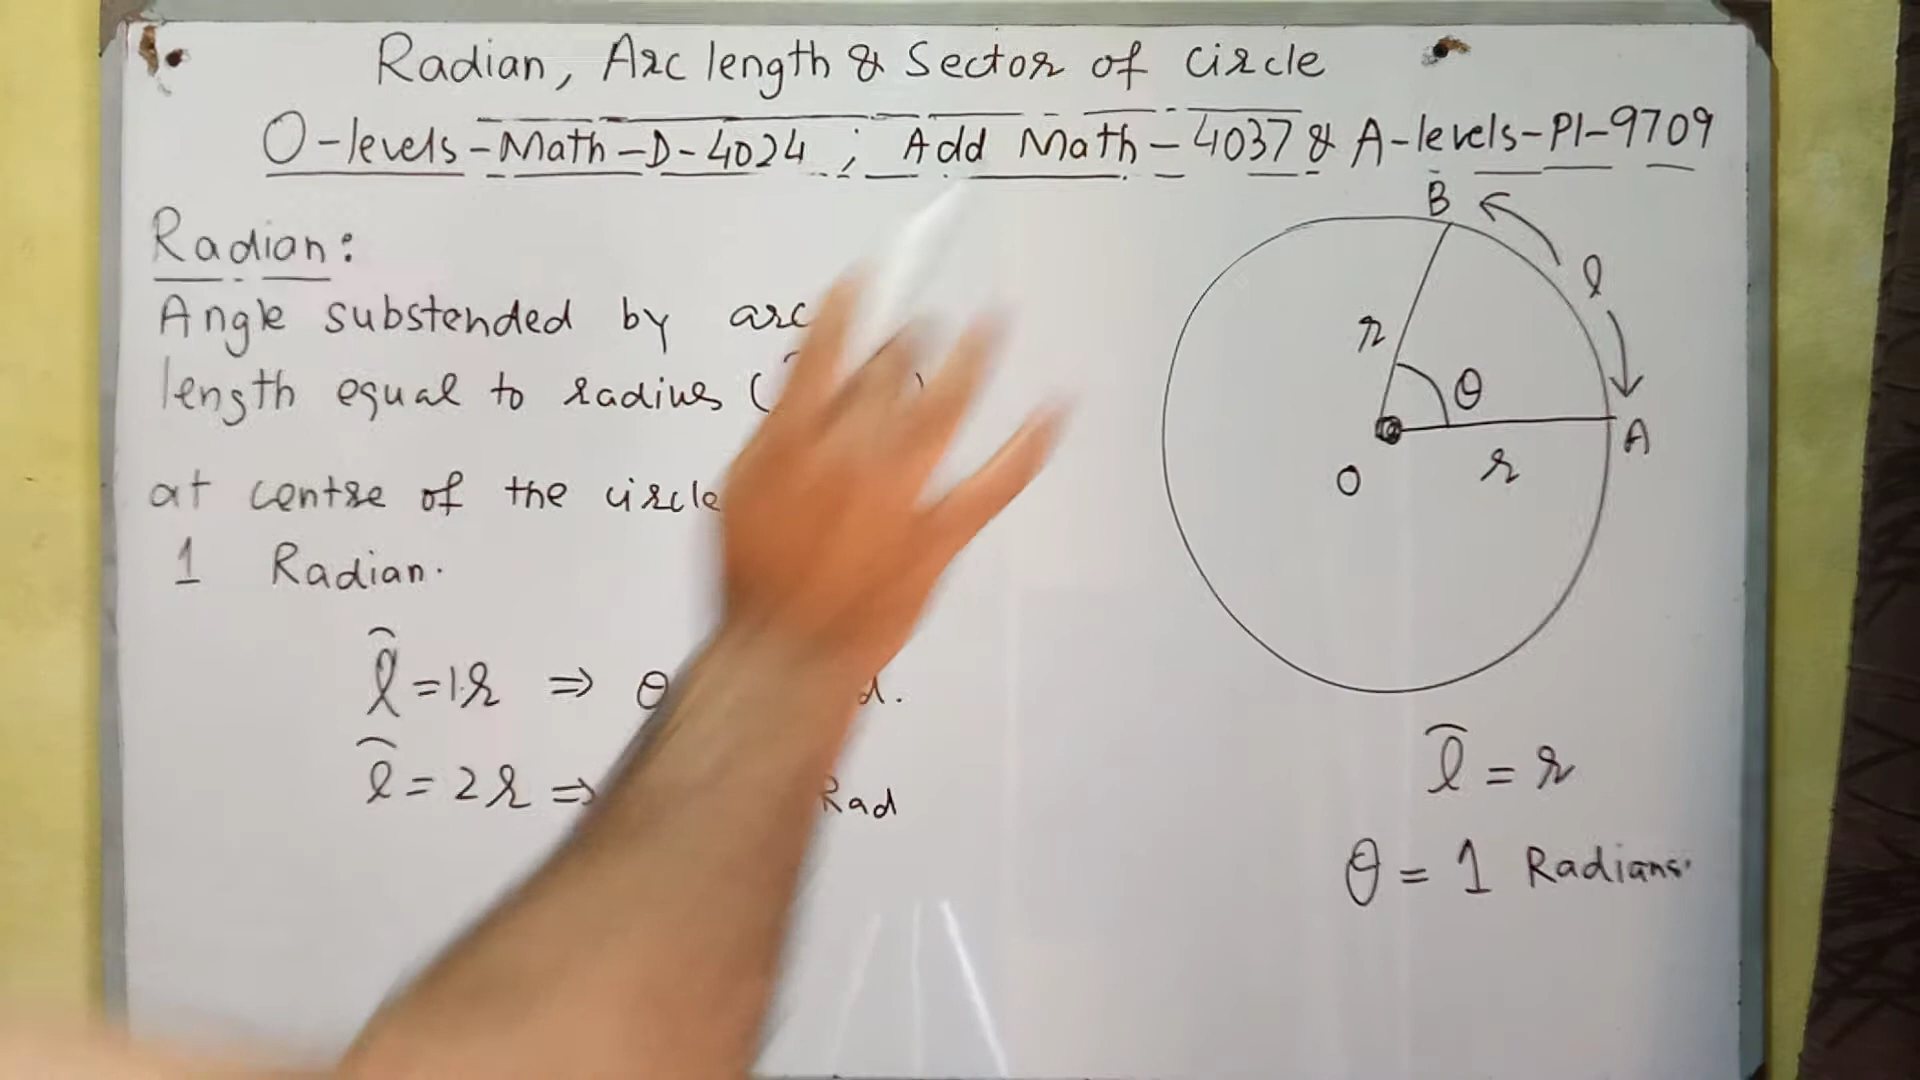 Radian, Arc length & Sector of circle
O-levels-Math-D-4024 ; Add Math-4037 & A-levels-P1-9709
Radian:
Angle substended by arc
length equal to radius (
at centre of the circle
1 Radian.
l = 1.r ⇒ θ
l = 2r ⇒ Rad
B
l
r
θ
A
r
O
l = r
θ = 1 Radians.